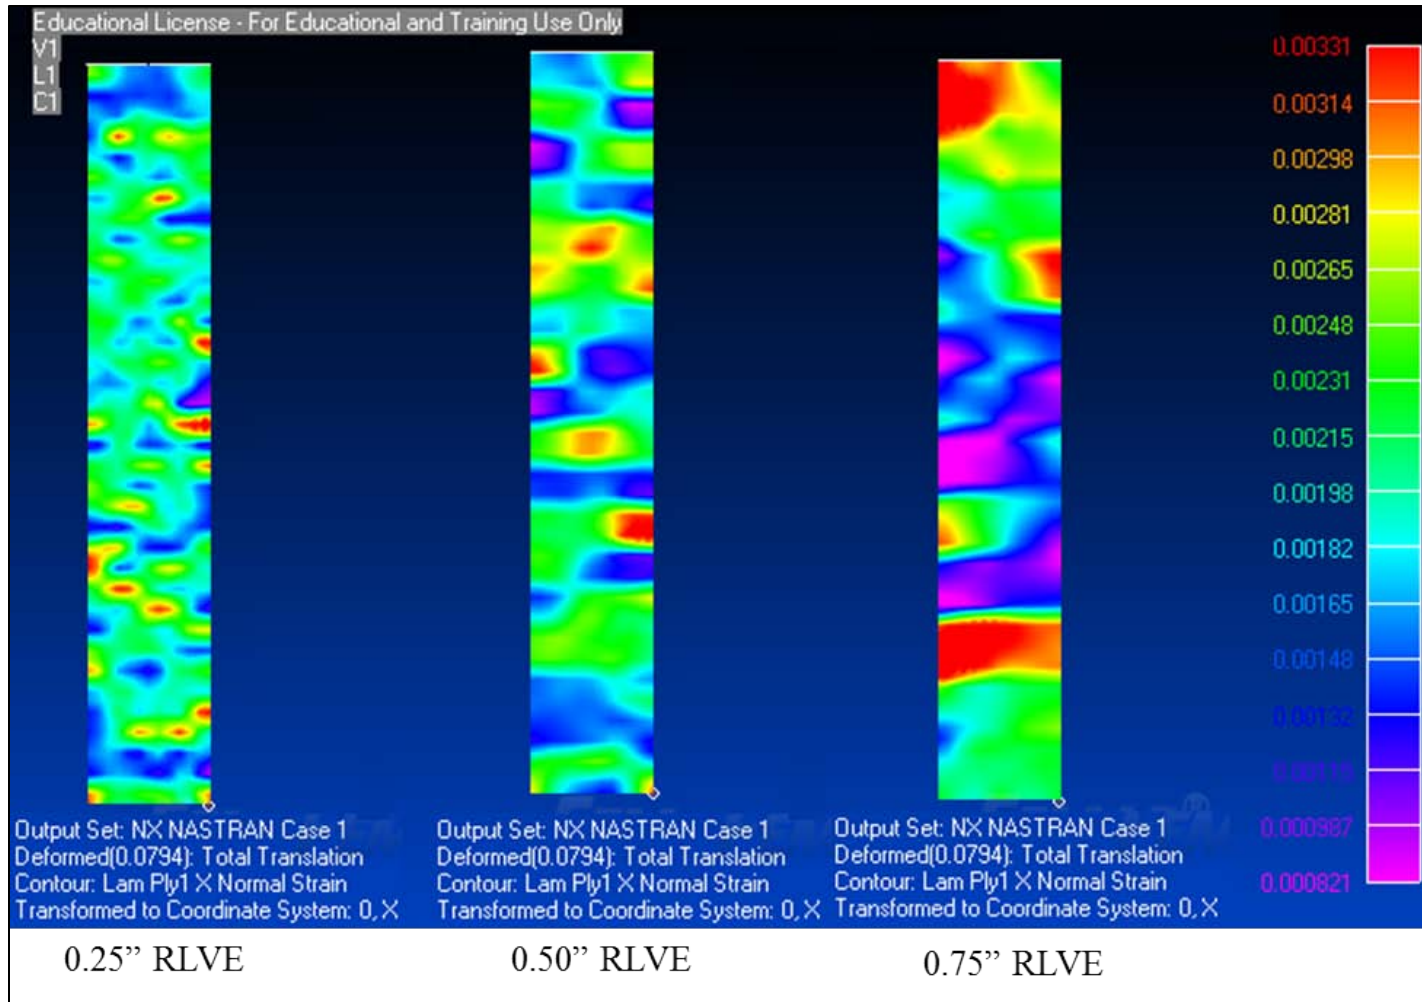 Educational License - For Educational and Training Use Only
V1
L1
C1
0.00331
0.00314
0.00298
0.00281
0.00265
0.00248
0.00231
0.00215
0.00198
0.00182
0.00165
0.00148
0.00132
0.00115
0.000987
0.000821
Output Set: NX NASTRAN Case 1
Deformed(0.0794): Total Translation
Contour: Lam Ply1 X Normal Strain
Transformed to Coordinate System: 0, X
Output Set: NX NASTRAN Case 1
Deformed(0.0794): Total Translation
Contour: Lam Ply1 X Normal Strain
Transformed to Coordinate System: 0, X
Output Set: NX NASTRAN Case 1
Deformed(0.0794): Total Translation
Contour: Lam Ply1 X Normal Strain
Transformed to Coordinate System: 0, X
0.25” RLVE
0.50” RLVE
0.75” RLVE